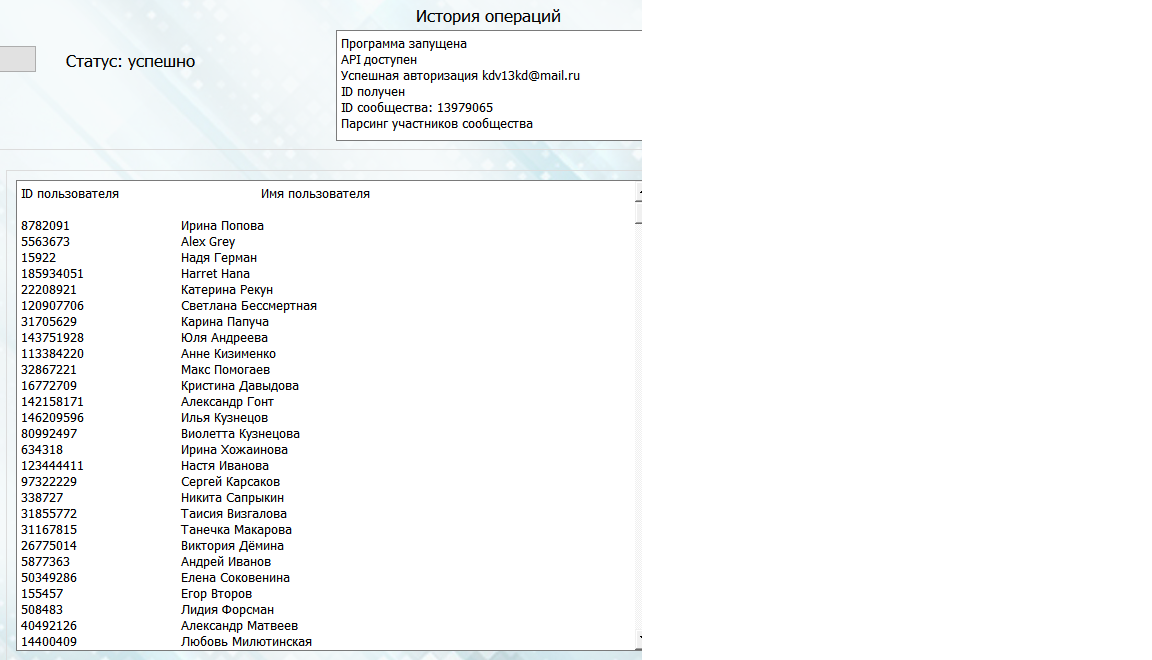 История операций
Статус: успешно
Программа запущена
API доступен
Успешная авторизация kdv13kd@mail.ru
ID получен
ID сообщества: 13979065
Парсинг участников сообщества
ID пользователя Имя пользователя
8782091 Ирина Попова
5563673 Alex Grey
15922 Надя Герман
185934051 Harret Hana
22208921 Катерина Рекун
120907706 Светлана Бессмертная
31705629 Карина Папуча
143751928 Юля Андреева
113384220 Анне Кизименко
32867221 Макс Помогаев
16772709 Кристина Давыдова
142158171 Александр Гонт
146209596 Илья Кузнецов
80992497 Виолетта Кузнецова
634318 Ирина Хожаинова
123444411 Настя Иванова
97322229 Сергей Карсаков
338727 Никита Сапрыкин
31855772 Таисия Визгалова
31167815 Танечка Макарова
26775014 Виктория Дёмина
5877363 Андрей Иванов
50349286 Елена Соковенина
155457 Егор Второв
508483 Лидия Форсман
40492126 Александр Матвеев
14400409 Любовь Милютинская